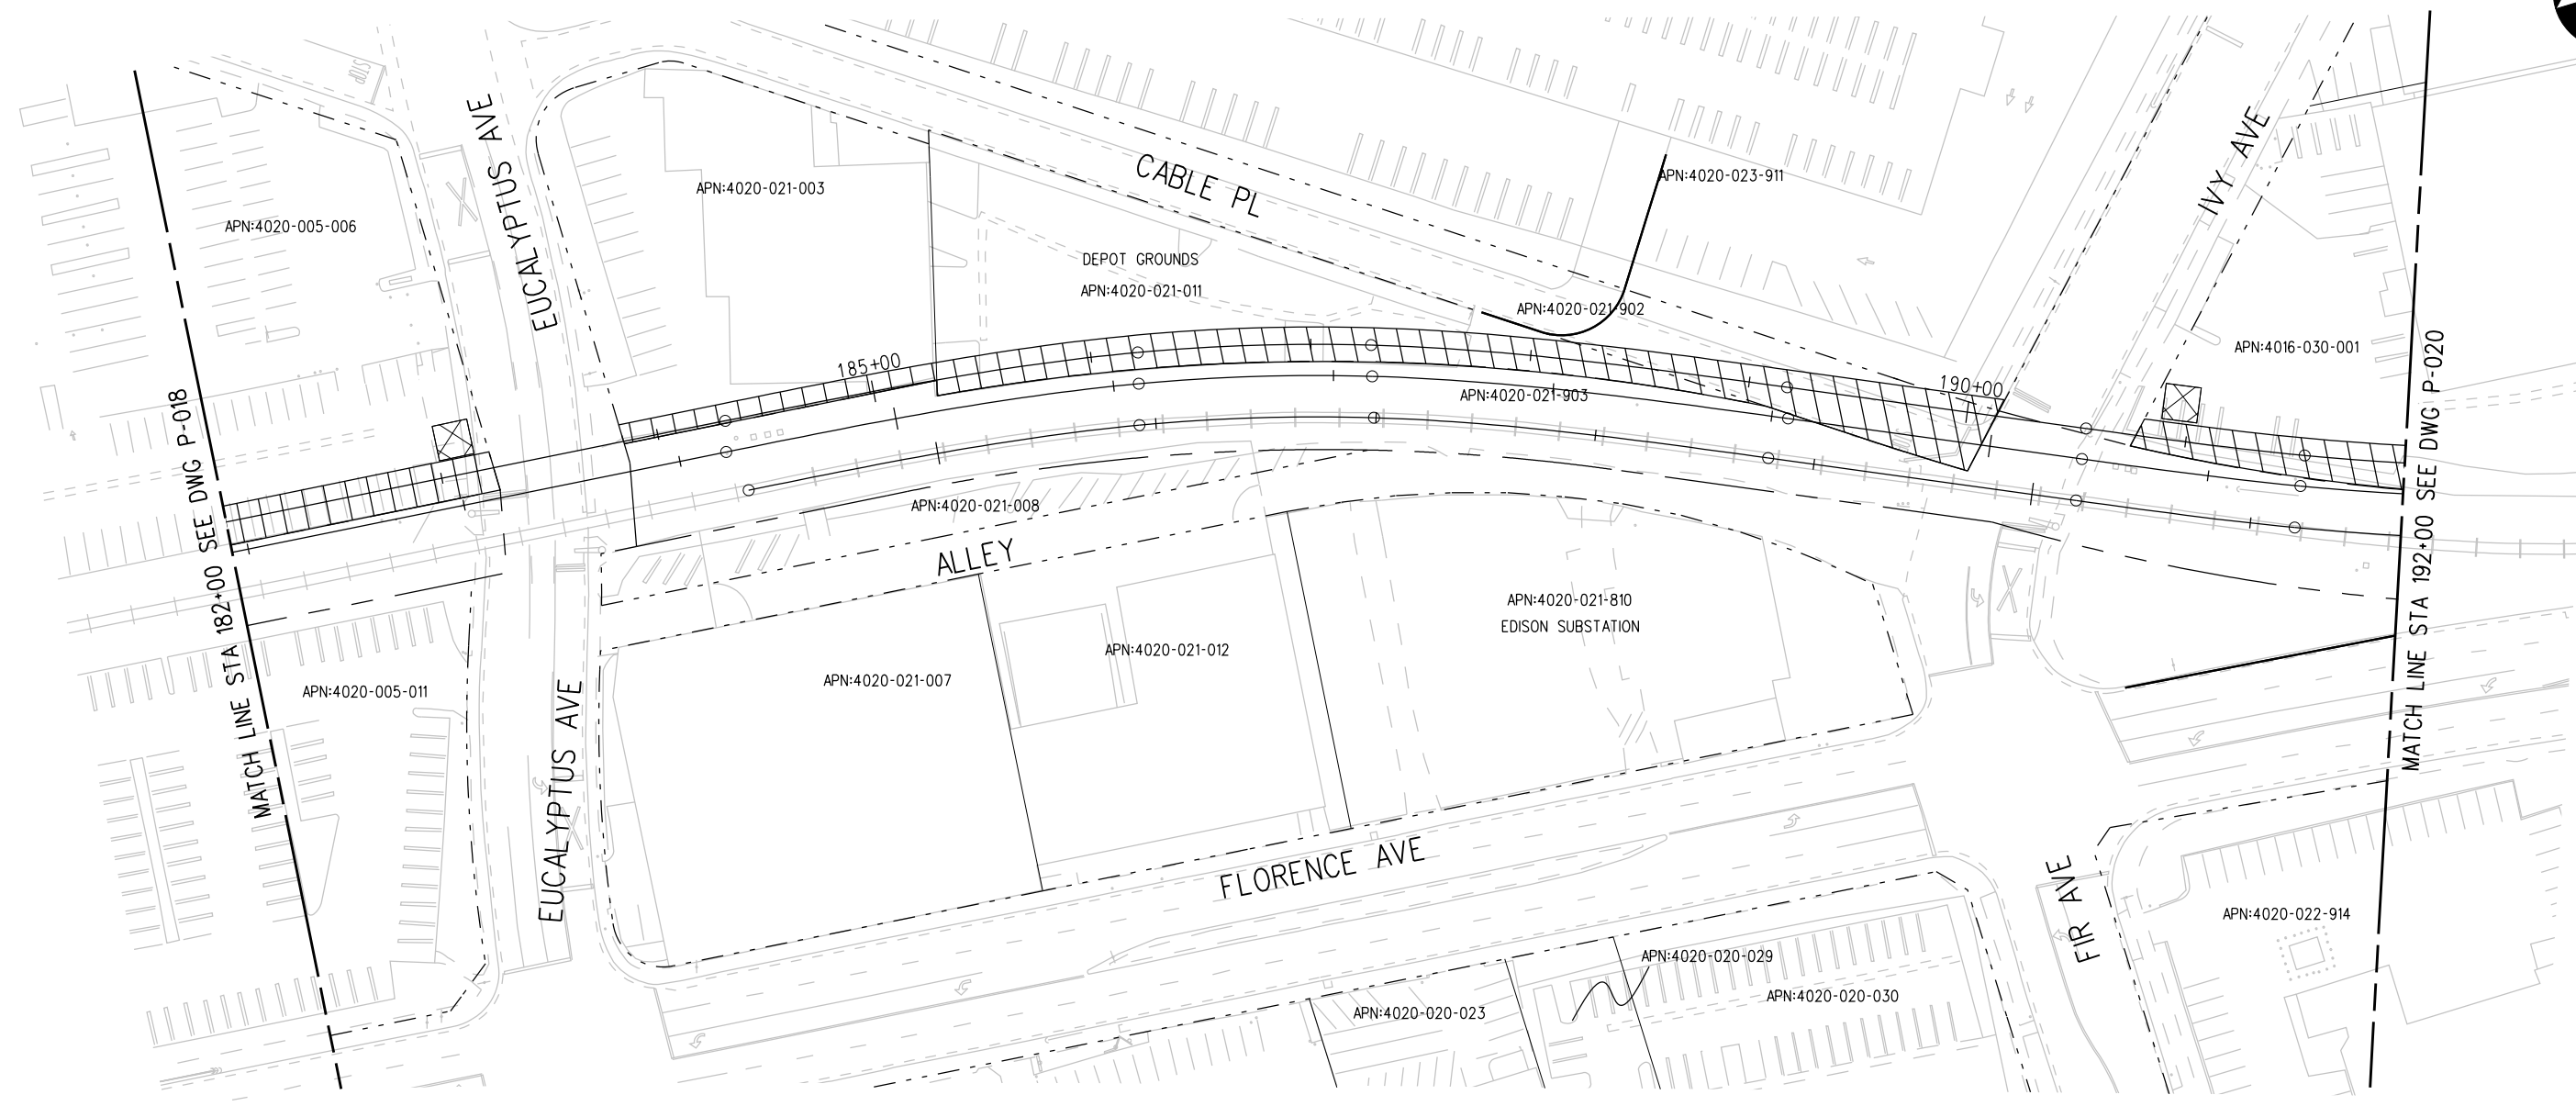 STOP
EUCALYPTUS AVE
APN:4020-005-006
APN:4020-021-003
CABLE PL
APN:4020-023-911
IVY AVE
DEPOT GROUNDS
APN:4020-021-011
APN:4020-021-902
APN:4016-030-001
185+00
190+00
APN:4020-021-903
MATCH LINE STA 182+00 SEE DWG P-018
MATCH LINE STA 192+00 SEE DWG P-020
APN:4020-021-008
ALLEY
APN:4020-021-810
EDISON SUBSTATION
APN:4020-021-012
APN:4020-021-007
APN:4020-005-011
EUCALYPTUS AVE
FLORENCE AVE
FIR AVE
APN:4020-022-914
APN:4020-020-029
APN:4020-020-030
APN:4020-020-023